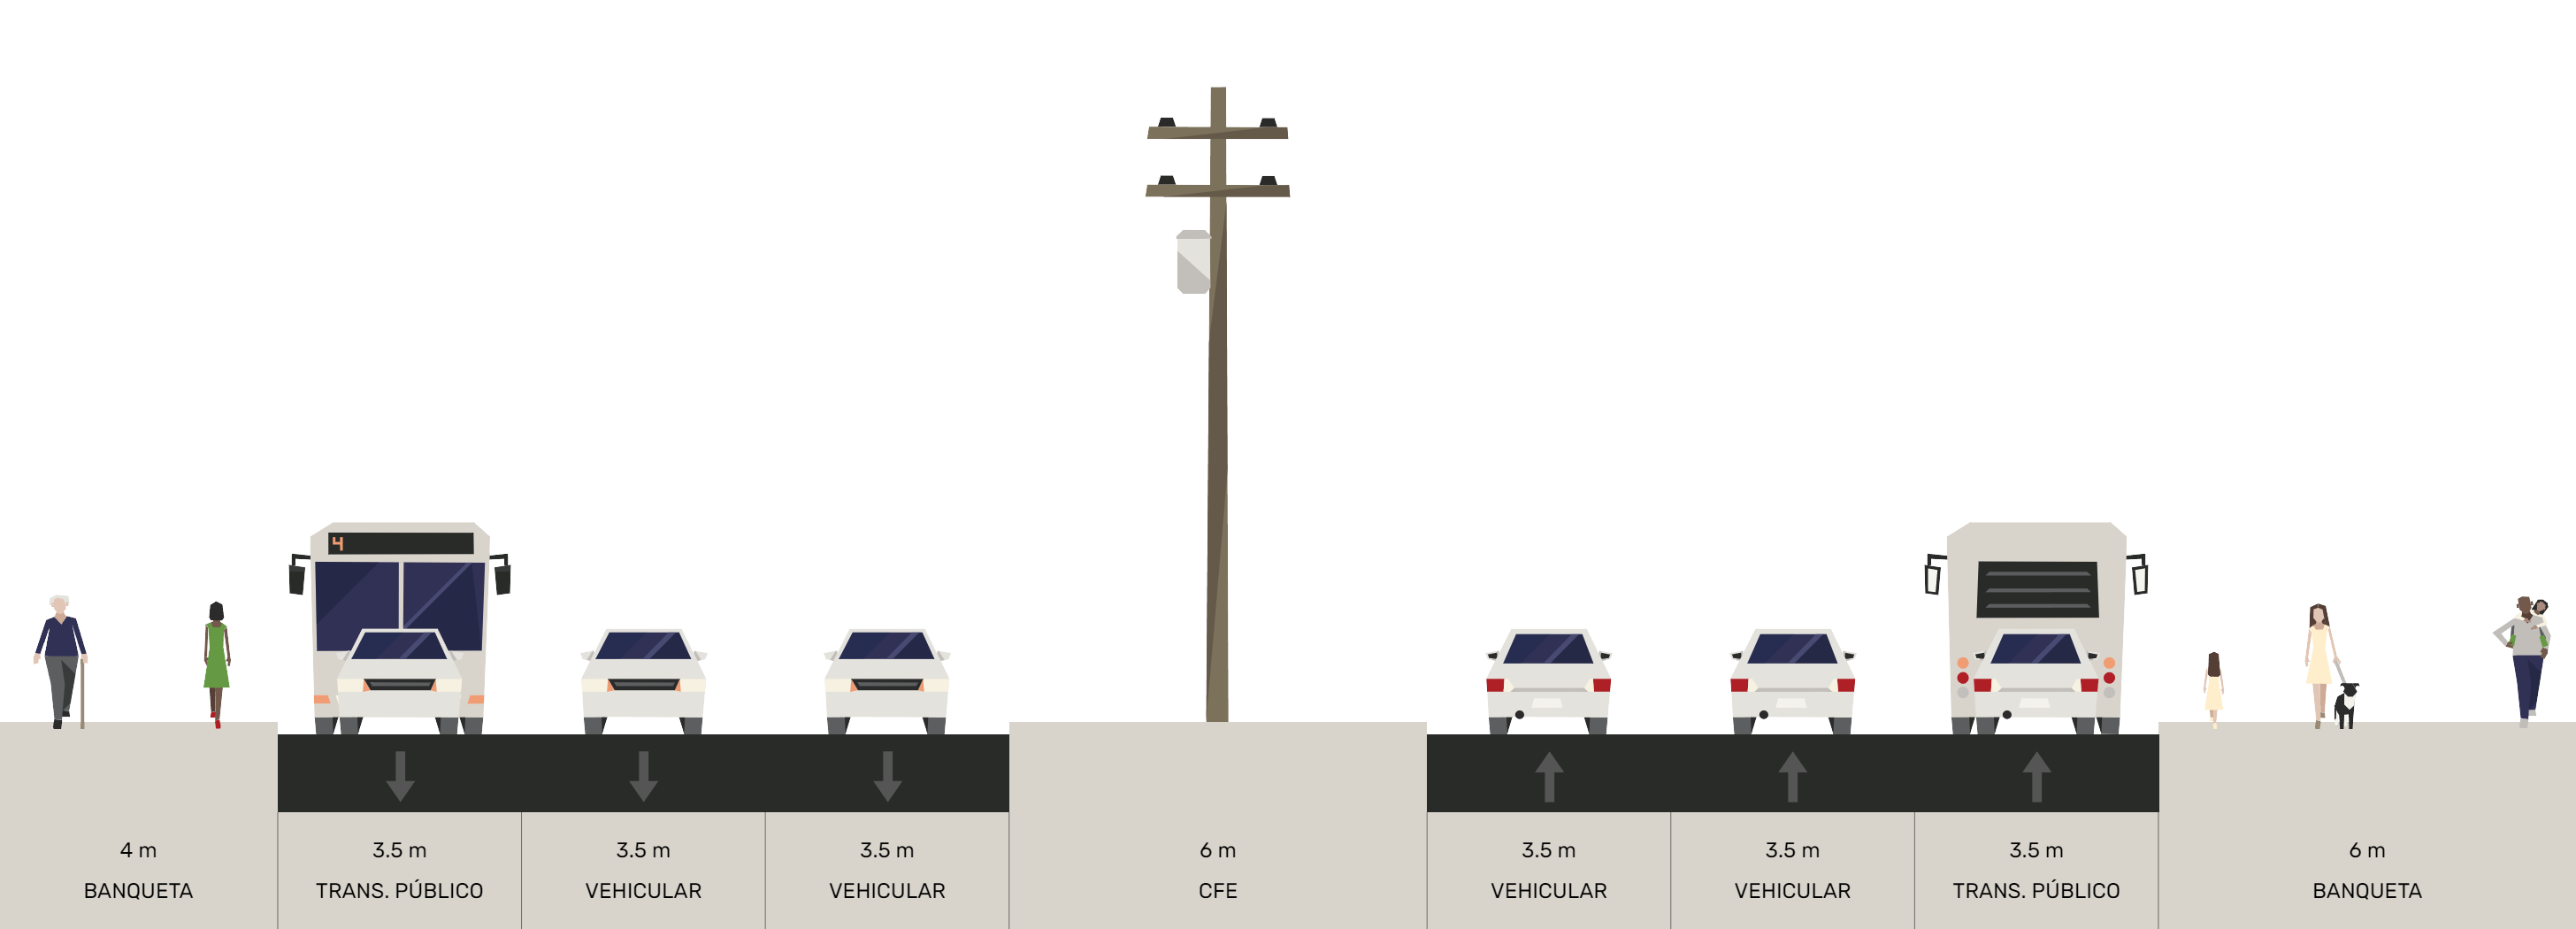 4
4 m
BANQUETA
3.5 m
TRANS. PÚBLICO
3.5 m
VEHICULAR
3.5 m
VEHICULAR
6 m
CFE
3.5 m
VEHICULAR
3.5 m
VEHICULAR
3.5 m
TRANS. PÚBLICO
6 m
BANQUETA